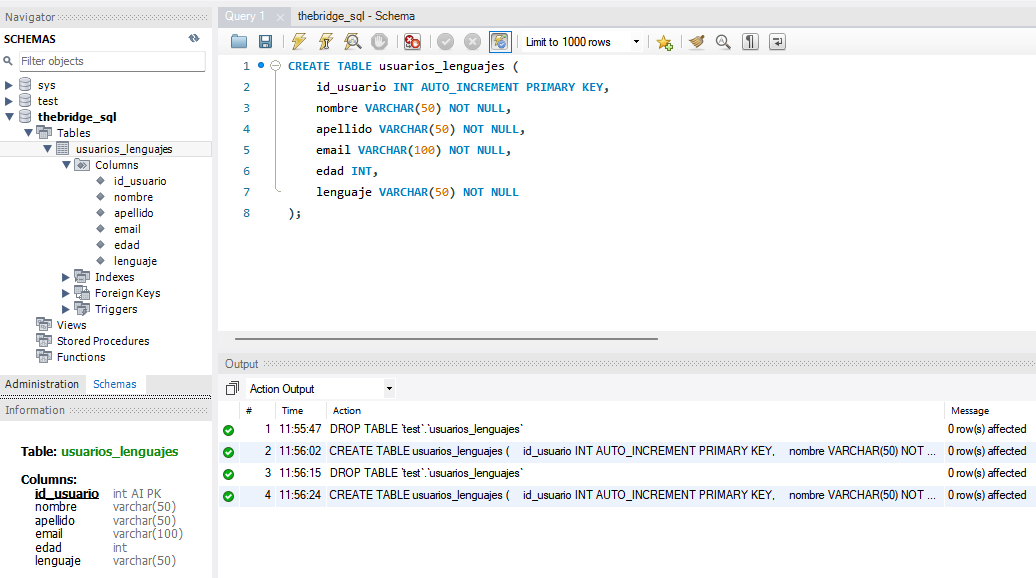 Navigator
SCHEMAS
Filter objects
sys
test
thebridge_sql
Tables
usuarios_lenguajes
Columns
id_usuario
nombre
apellido
email
edad
lenguaje
Indexes
Foreign Keys
Triggers
Views
Stored Procedures
Functions
Administration Schemas
Information
Table: usuarios_lenguajes
Columns:
id_usuario int AI PK
nombre varchar(50)
apellido varchar(50)
email varchar(100)
edad int
lenguaje varchar(50)
Query 1 thebridge_sql - Schema
Limit to 1000 rows
1 CREATE TABLE usuarios_lenguajes (
2 id_usuario INT AUTO_INCREMENT PRIMARY KEY,
3 nombre VARCHAR(50) NOT NULL,
4 apellido VARCHAR(50) NOT NULL,
5 email VARCHAR(100) NOT NULL,
6 edad INT,
7 lenguaje VARCHAR(50) NOT NULL
8 );
Output
Action Output
# Time Action Message
1 11:55:47 DROP TABLE `test`.`usuarios_lenguajes` 0 row(s) affected
2 11:56:02 CREATE TABLE usuarios_lenguajes ( id_usuario INT AUTO_INCREMENT PRIMARY KEY, nombre VARCHAR(50) NOT ... 0 row(s) affected
3 11:56:15 DROP TABLE `test`.`usuarios_lenguajes` 0 row(s) affected
4 11:56:24 CREATE TABLE usuarios_lenguajes ( id_usuario INT AUTO_INCREMENT PRIMARY KEY, nombre VARCHAR(50) NOT ... 0 row(s) affected